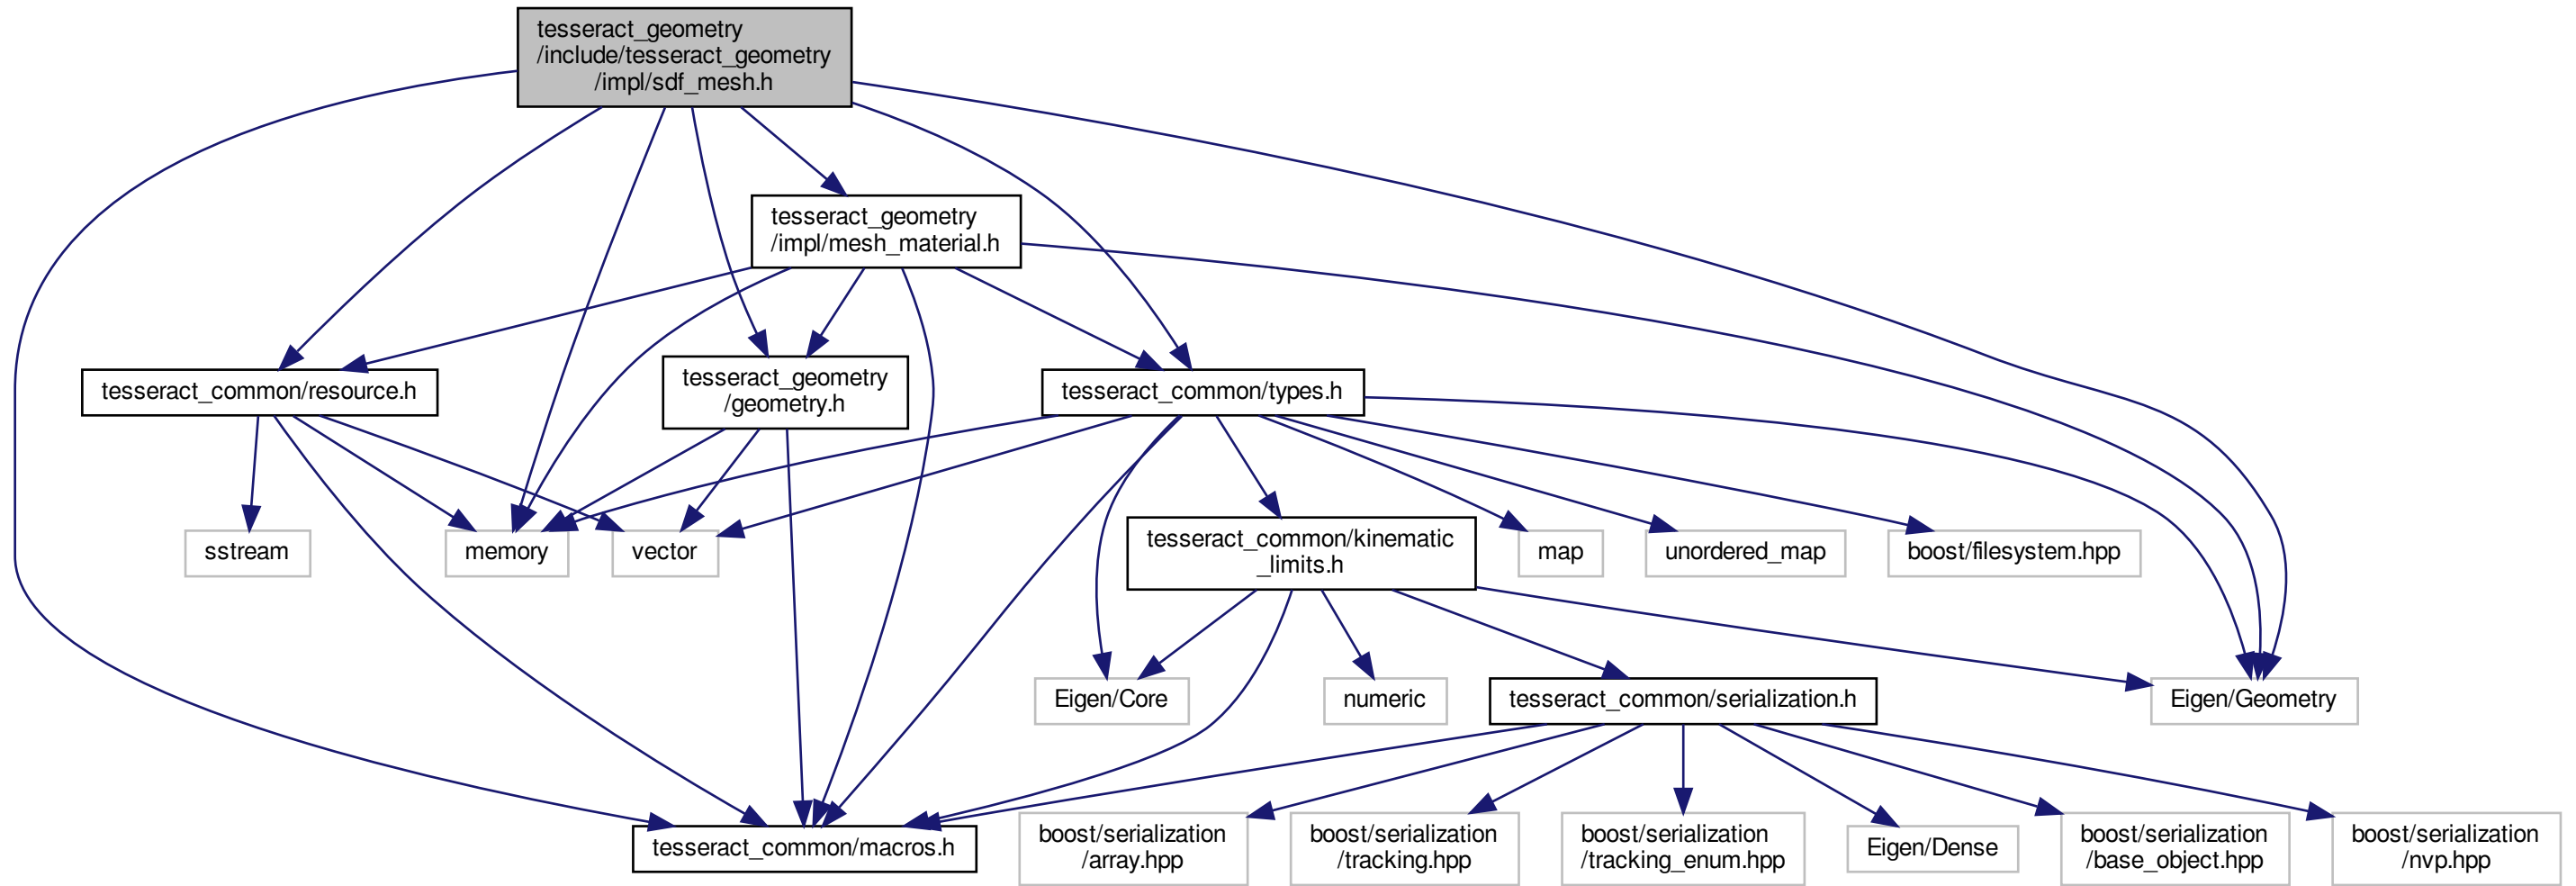 tesseract_geometry
/include/tesseract_geometry
/impl/sdf_mesh.h
tesseract_geometry
/impl/mesh_material.h
tesseract_common/resource.h
tesseract_geometry
/geometry.h
tesseract_common/types.h
sstream
memory
vector
tesseract_common/kinematic
_limits.h
map
unordered_map
boost/filesystem.hpp
Eigen/Core
numeric
tesseract_common/serialization.h
Eigen/Geometry
tesseract_common/macros.h
boost/serialization
/array.hpp
boost/serialization
/tracking.hpp
boost/serialization
/tracking_enum.hpp
Eigen/Dense
boost/serialization
/base_object.hpp
boost/serialization
/nvp.hpp